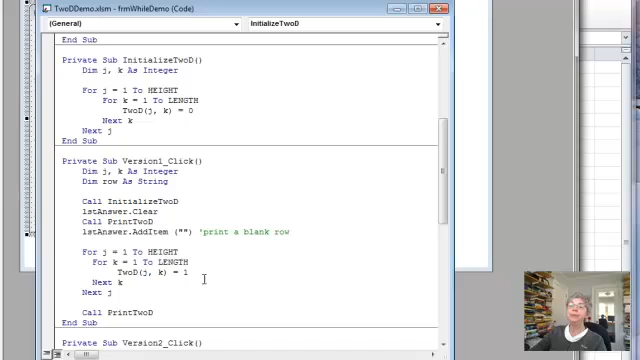 TwoDDemo.xlsm - frmWhileDemo (Code)
(General)
InitializeTwoD
End Sub
Private Sub InitializeTwoD()
Dim j, k As Integer
For j = 1 To HEIGHT
For k = 1 To LENGTH
TwoD(j, k) = 0
Next k
Next j
End Sub
Private Sub Version1_Click()
Dim j, k As Integer
Dim row As String
Call InitializeTwoD
lstAnswer.Clear
Call PrintTwoD
lstAnswer.AddItem ("") 'print a blank row
For j = 1 To HEIGHT
For k = 1 To LENGTH
TwoD(j, k) = 1
Next k
Next j
Call PrintTwoD
End Sub
Private Sub Version2_Click()